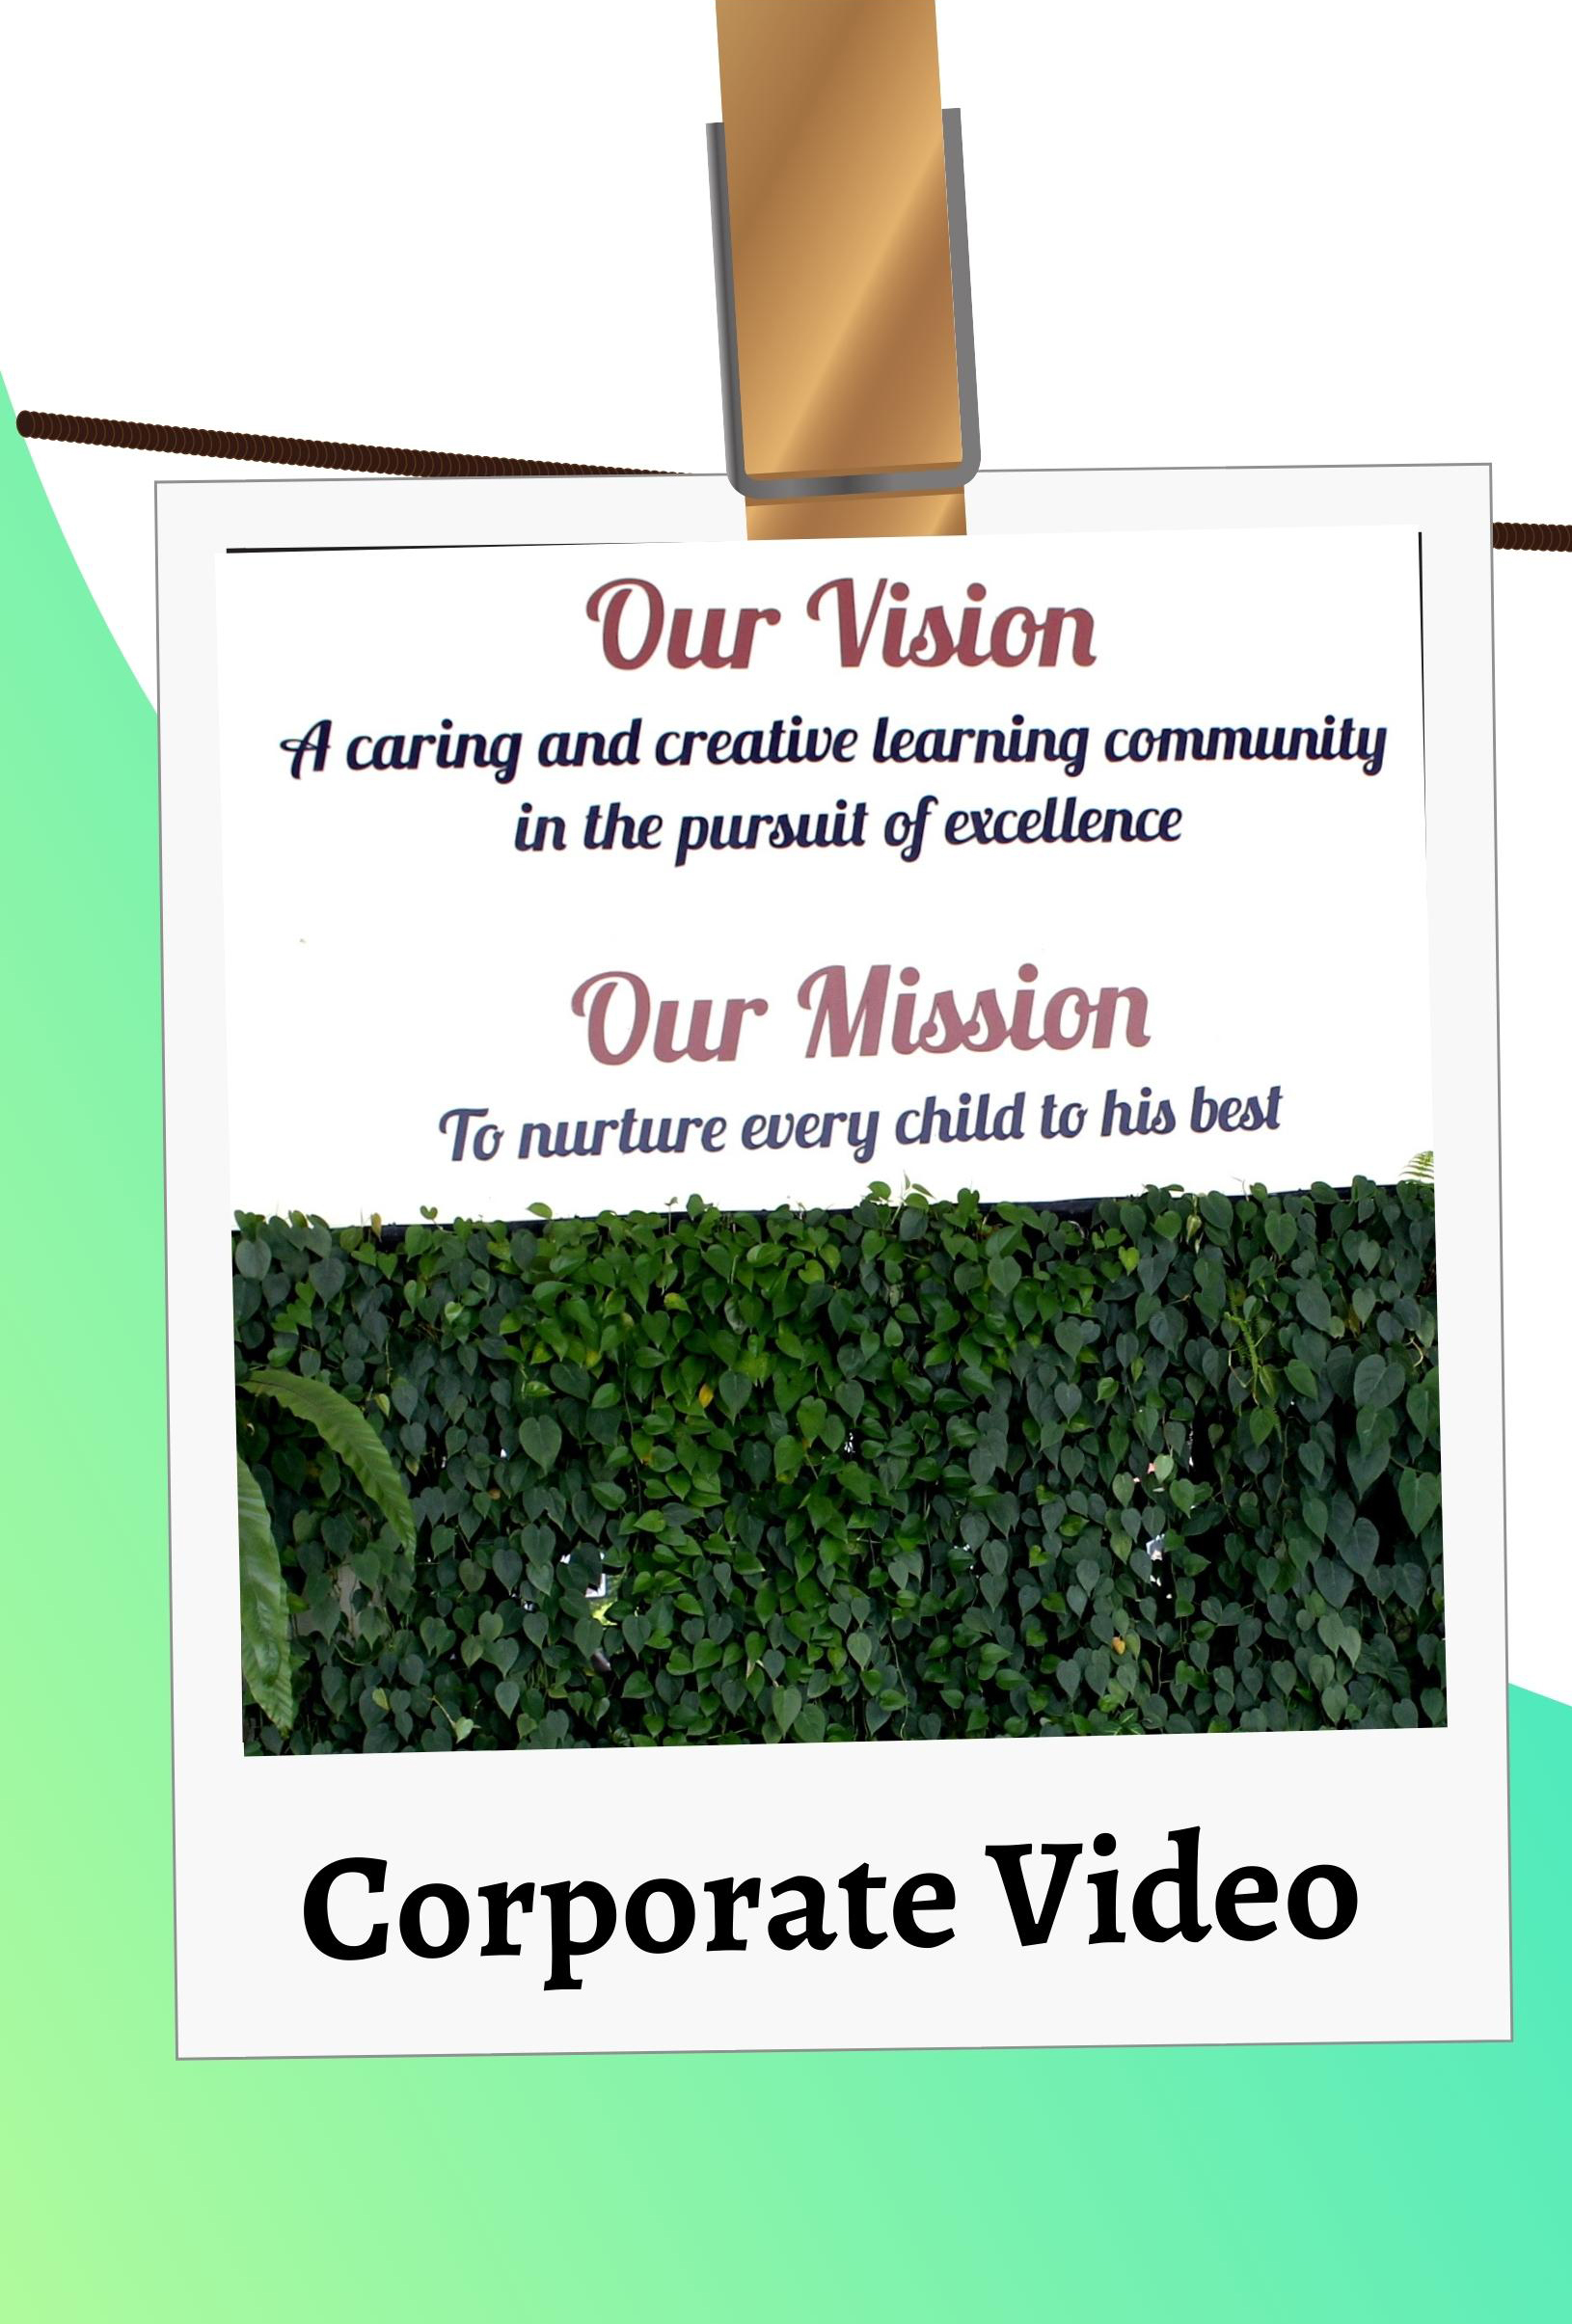 Our Vision
A caring and creative learning community
in the pursuit of excellence
Our Mission
To nurture every child to his best
Corporate Video